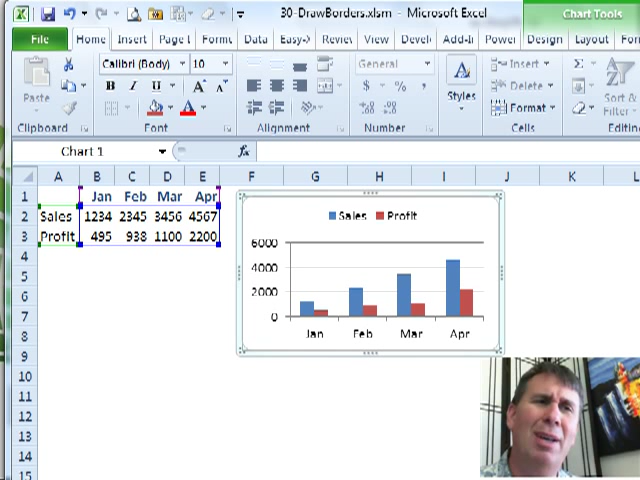 30-DrawBorders.xlsm - Microsoft Excel
Chart Tools
File Home Insert Page L Form Data Easy-X Review View Devel Add-I Power Design Layout For
Calibri (Body) 10 General Insert
Paste B I U A A $ % , Styles Delete Sort &
A Format Filter
Clipboard Font Alignment Number Cells Editing
Chart 1 fx
A B C D E F G H I J K L
1 Jan Feb Mar Apr
2 Sales 1234 2345 3456 4567
3 Profit 495 938 1100 2200
4
5
6
7
8
9
10
11
12
13
14
15
Sales Profit
6000
4000
2000
0
Jan Feb Mar Apr